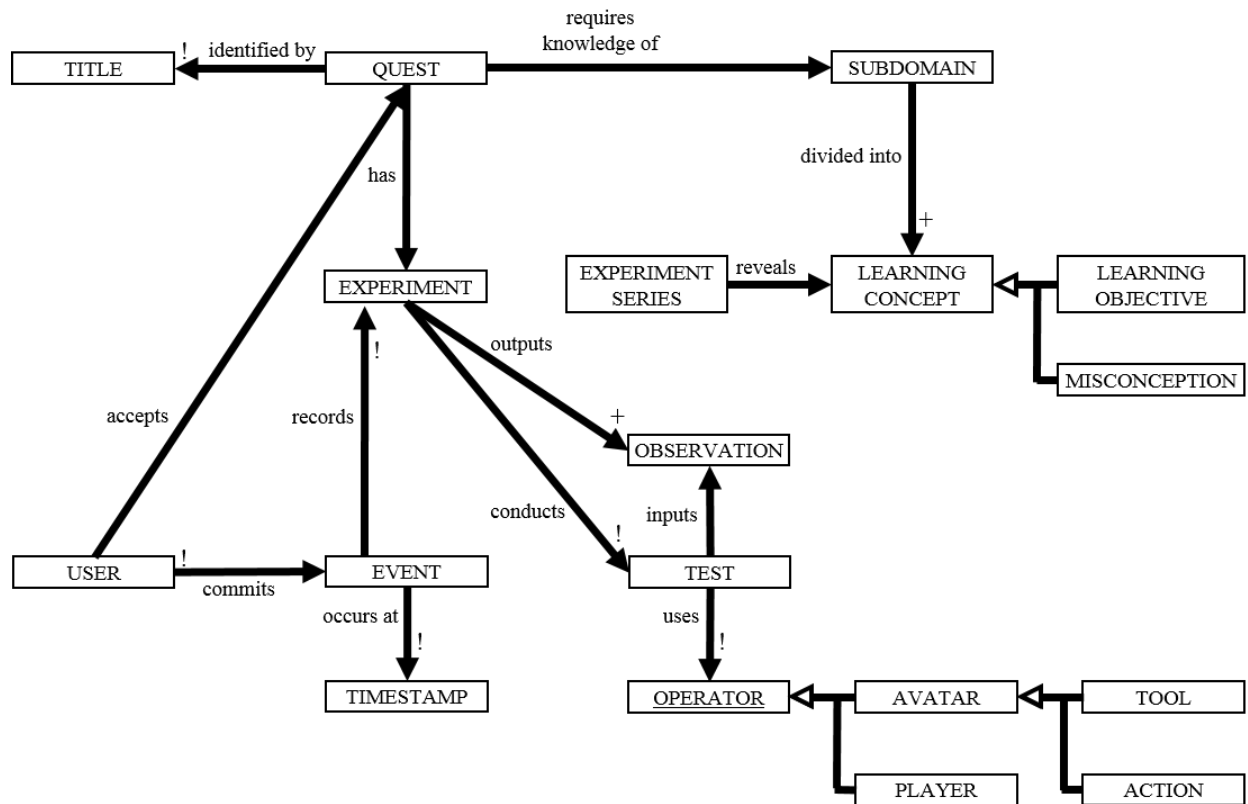 requires
knowledge of
!
identified by
TITLE
QUEST
SUBDOMAIN
divided into
has
+
EXPERIMENT
SERIES
reveals
LEARNING
CONCEPT
LEARNING
OBJECTIVE
EXPERIMENT
!
outputs
MISCONCEPTION
accepts
records
+
OBSERVATION
conducts
inputs
!
!
USER
commits
EVENT
TEST
occurs at
!
uses
!
TIMESTAMP
OPERATOR
AVATAR
TOOL
PLAYER
ACTION